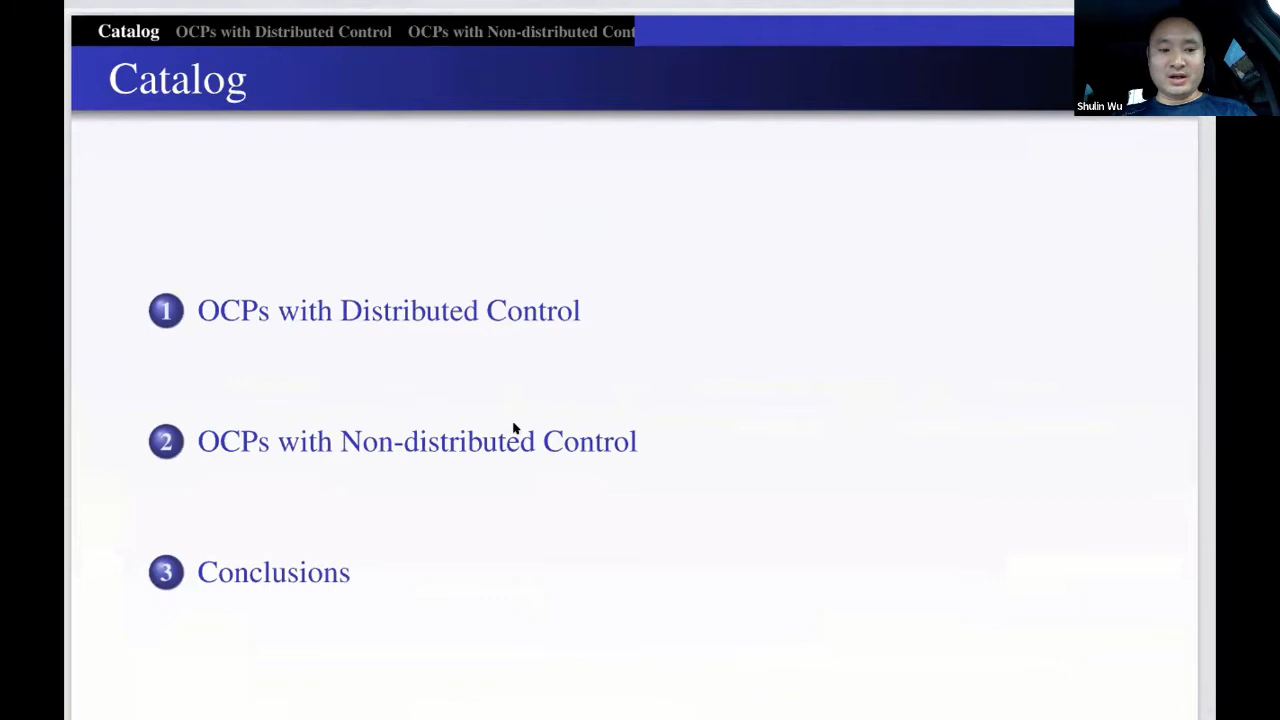 Catalog OCPs with Distributed Control OCPs with Non-distributed Cont
Catalog
Shulin Wu
1 OCPs with Distributed Control
2 OCPs with Non-distributed Control
3 Conclusions